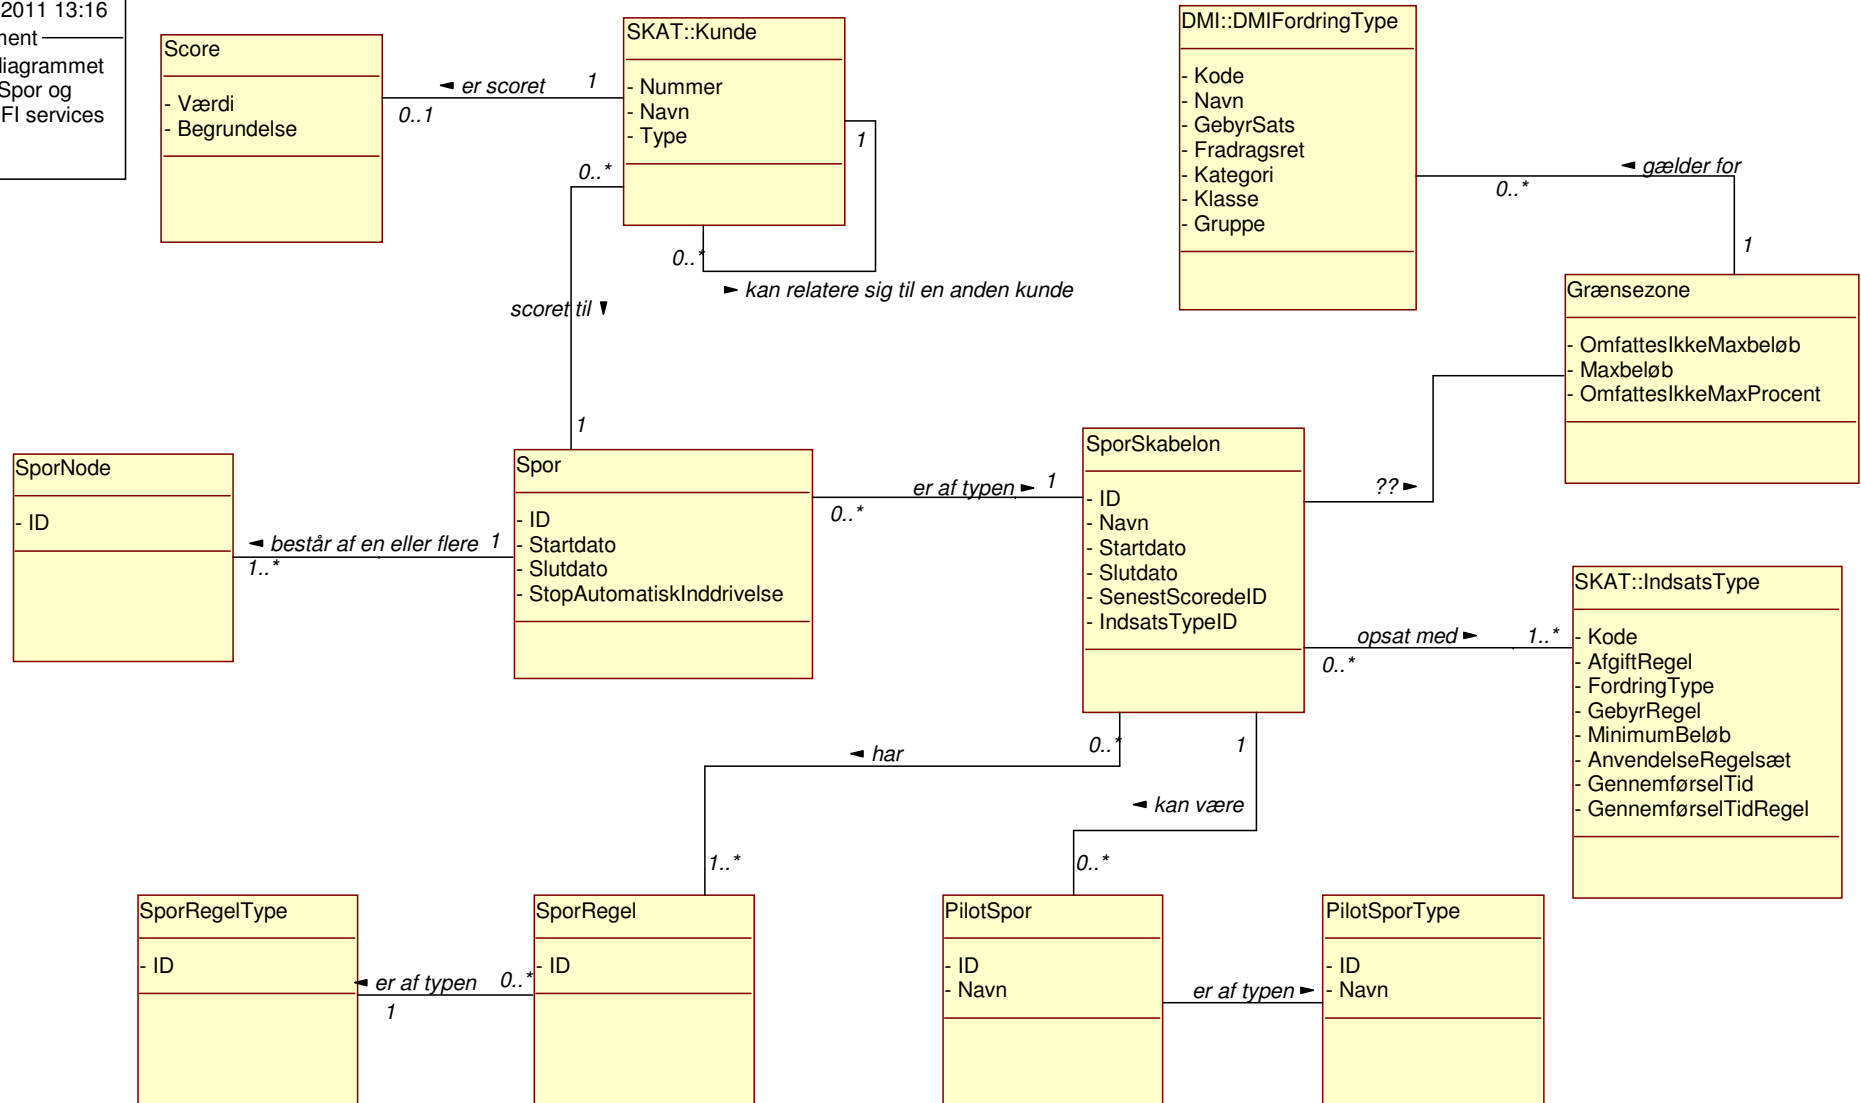 2011 13:16
nent
diagrammet
Spor og
FI services
Score
- Værdi
- Begrundelse
◄ er scoret
1
0..1
SKAT::Kunde
- Nummer
- Navn
- Type
1
0..*
0..*
► kan relatere sig til en anden kunde
scoret til ▼
1
DMI::DMIFordringType
- Kode
- Navn
- GebyrSats
- Fradragsret
- Kategori
- Klasse
- Gruppe
◄ gælder for
0..*
1
Grænsezone
- OmfattesIkkeMaxbeløb
- Maxbeløb
- OmfattesIkkeMaxProcent
SporNode
- ID
◄ består af en eller flere
1
1..*
Spor
- ID
- Startdato
- Slutdato
- StopAutomatiskInddrivelse
er af typen ►
1
0..*
SporSkabelon
- ID
- Navn
- Startdato
- Slutdato
- SenestScoredeID
- IndsatsTypeID
?? ►
opsat med ►
1..*
0..*
SKAT::IndsatsType
- Kode
- AfgiftRegel
- FordringType
- GebyrRegel
- MinimumBeløb
- AnvendelseRegelsæt
- GennemførselTid
- GennemførselTidRegel
0..*
◄ har
1..*
1
◄ kan være
0..*
SporRegelType
- ID
◄ er af typen
0..*
1
SporRegel
- ID
PilotSpor
- ID
- Navn
er af typen ►
PilotSporType
- ID
- Navn